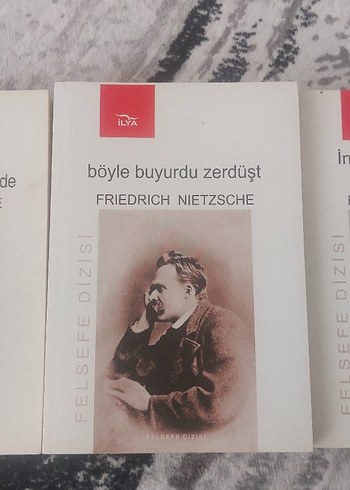 İLYA
böyle buyurdu zerdüşt
FRIEDRICH NIETZSCHE
FELSEFE DİZİSİ
FELSEFE DİZİSİ
de
E
İn